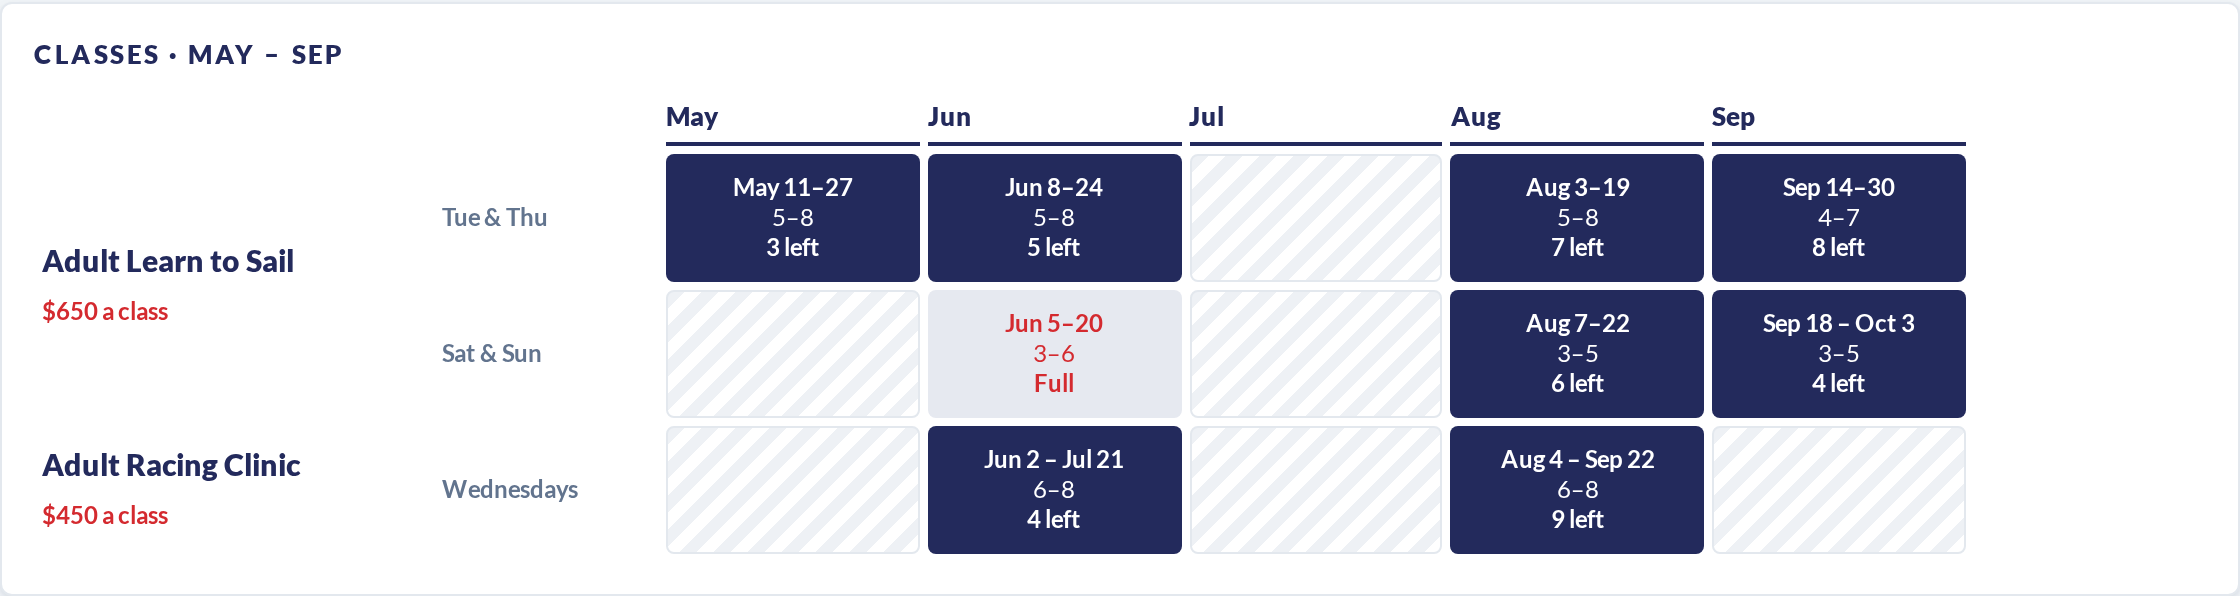 CLASSES · MAY – SEP
May
Jun
Jul
Aug
Sep
Adult Learn to Sail
$650 a class
Tue & Thu
May 11–27
5–8
3 left
Jun 8–24
5–8
5 left
Aug 3–19
5–8
7 left
Sep 14–30
4–7
8 left
Sat & Sun
Jun 5–20
3–6
Full
Aug 7–22
3–5
6 left
Sep 18 – Oct 3
3–5
4 left
Adult Racing Clinic
$450 a class
Wednesdays
Jun 2 – Jul 21
6–8
4 left
Aug 4 – Sep 22
6–8
9 left